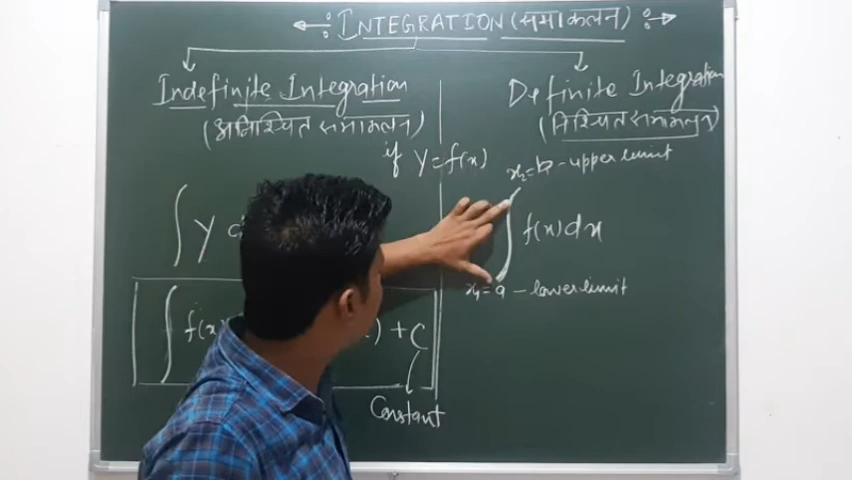 INTEGRATION (समाकलन)
Indefinite Integration
(अनिश्चित समाकलन)
Definite Integration
(निश्चित समाकलन)
if y = f(x)
∫ y
∫ f(x) + C
Constant
x₂ = b - upper limit
∫ f(x) dx
x₁ = a - lower limit